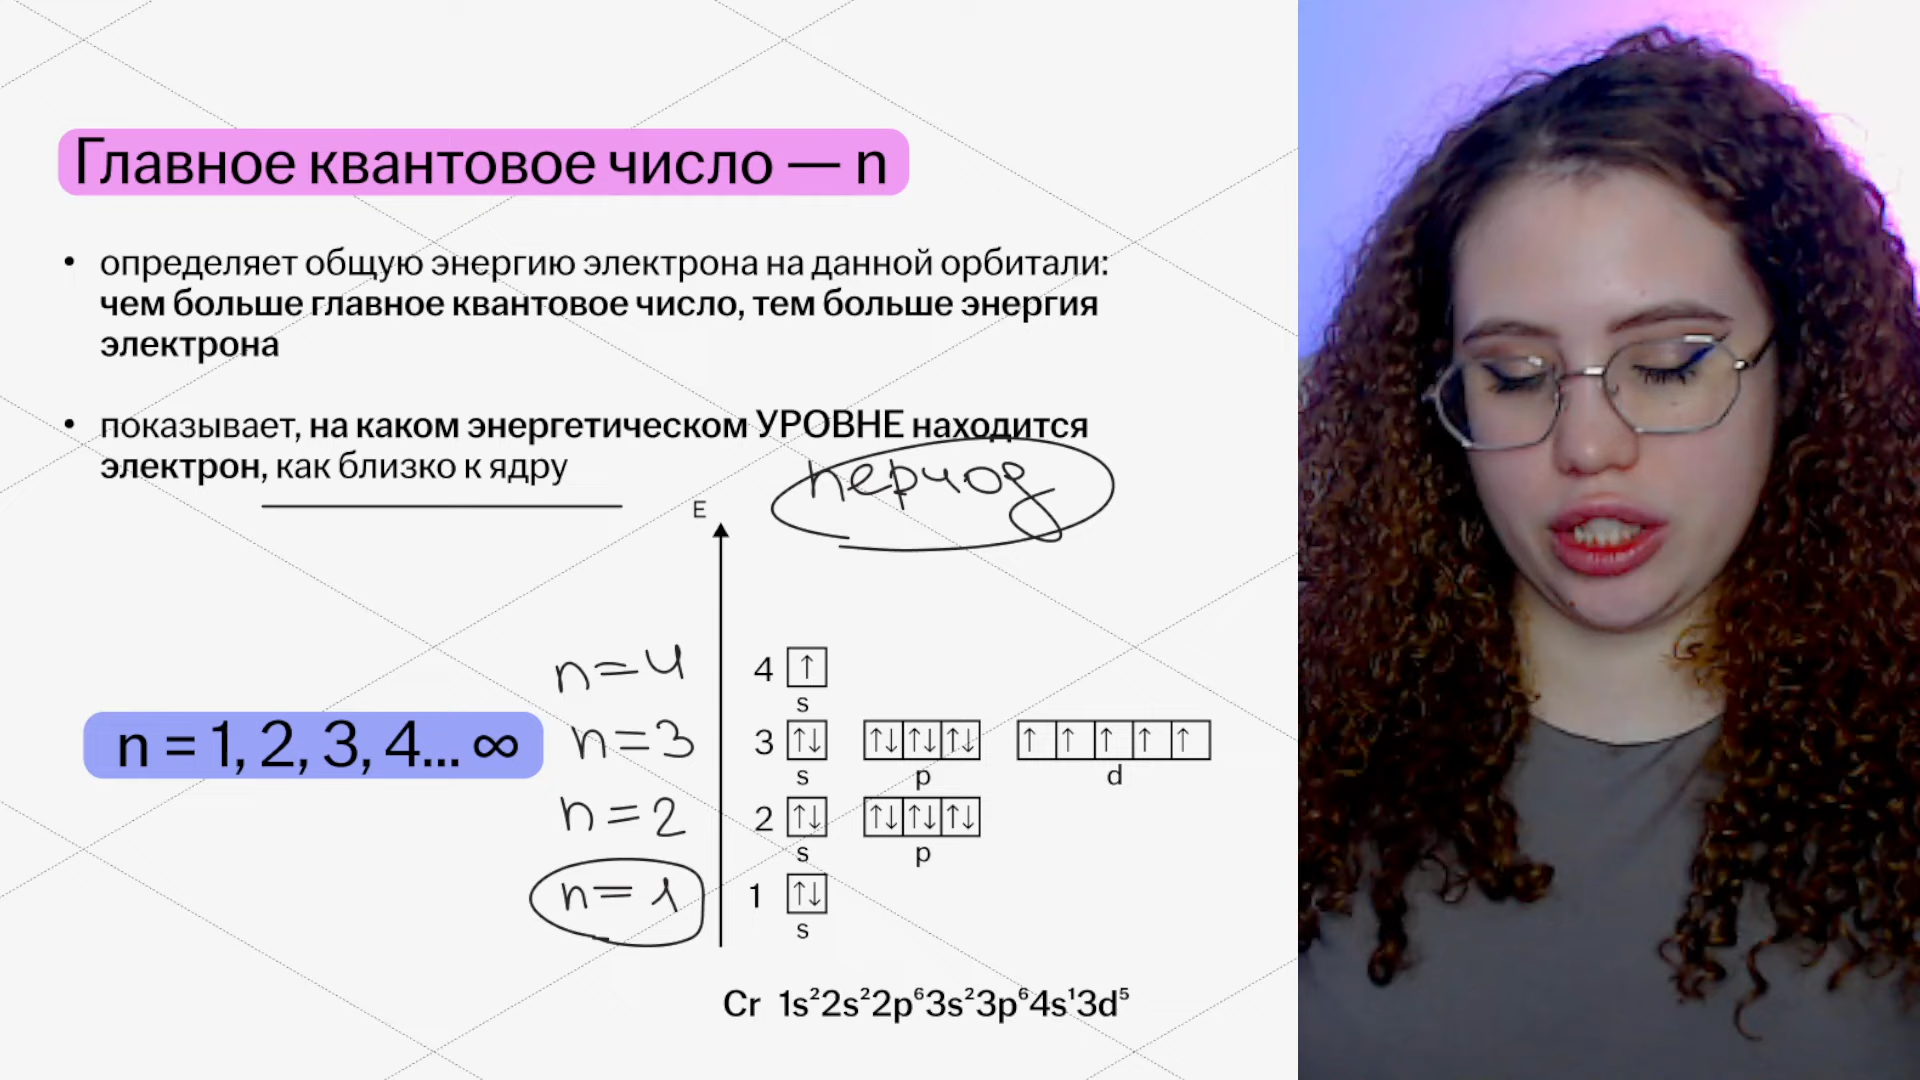 Главное квантовое число — n
• определяет общую энергию электрона на данной орбитали:
чем больше главное квантовое число, тем больше энергия
электрона
• показывает, на каком энергетическом УРОВНЕ находится
электрон, как близко к ядру
период
E
n=4 4 ↑
s
n = 1, 2, 3, 4... ∞ n=3 3 ↑↓ ↑↓ ↑↓ ↑↓ ↑ ↑ ↑ ↑ ↑
s p d
n=2 2 ↑↓ ↑↓ ↑↓ ↑↓
s p
n=1 1 ↑↓
s
Cr 1s²2s²2p⁶3s²3p⁶4s¹3d⁵